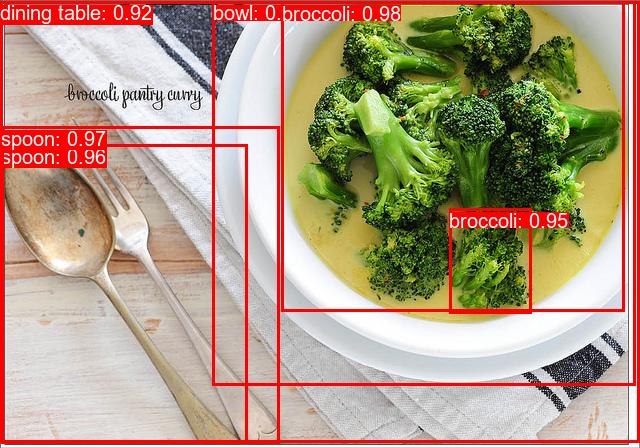 dining table: 0.92
bowl: 0.
broccoli: 0.98
broccoli pantry curry
spoon: 0.97
spoon: 0.96
broccoli: 0.95